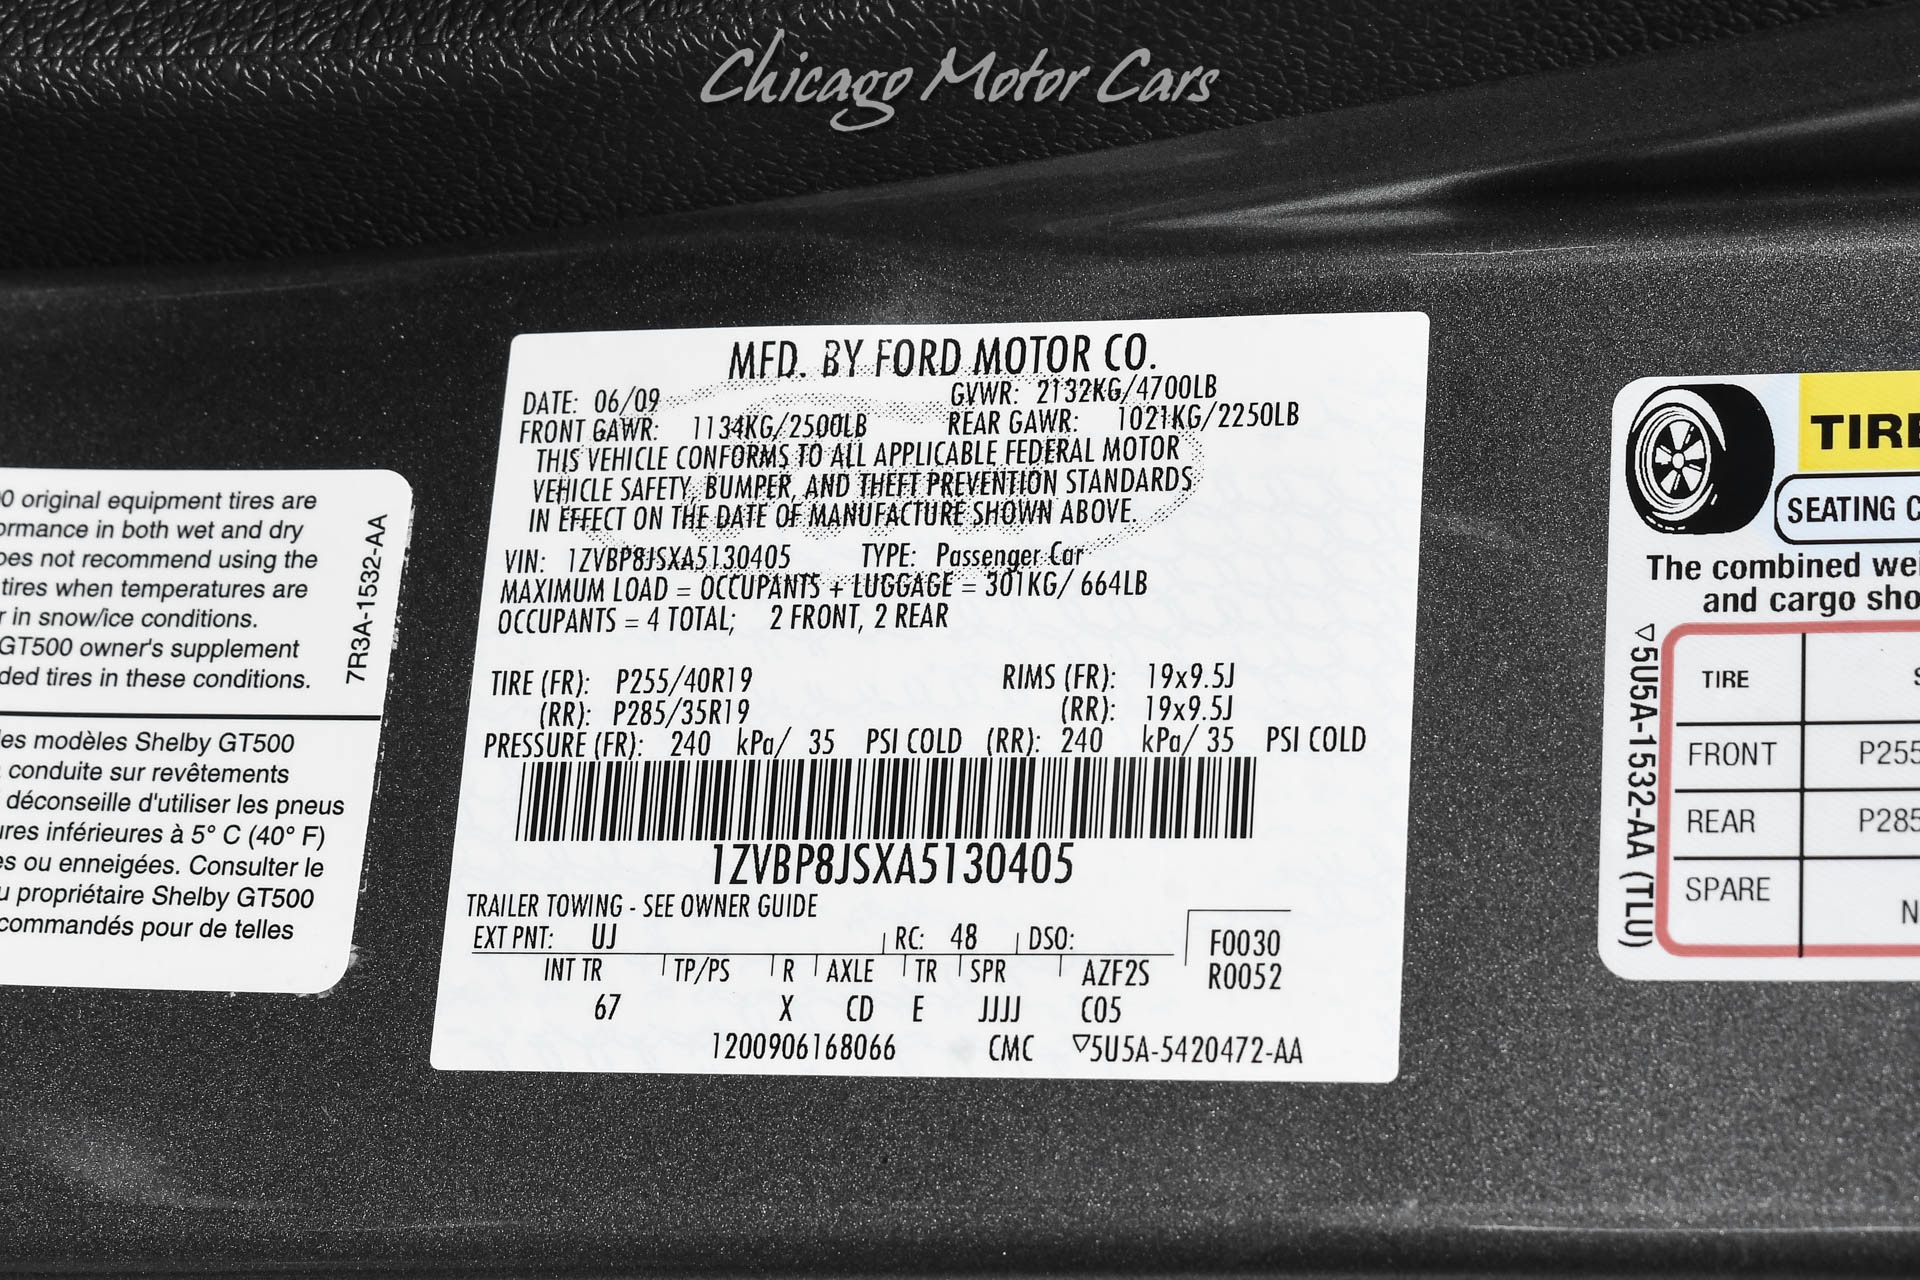 Chicago Motor Cars
0 original equipment tires are
ormance in both wet and dry
oes not recommend using the
tires when temperatures are
r in snow/ice conditions.
GT500 owner's supplement
ded tires in these conditions.
7R3A-1532-AA
les modèles Shelby GT500
conduite sur revêtements
déconseille d'utiliser les pneus
ures inférieures à 5° C (40° F)
es ou enneigées. Consulter le
u propriétaire Shelby GT500
commandés pour de telles
MFD. BY FORD MOTOR CO.
DATE: 06/09 GVWR: 2132KG/4700LB
FRONT GAWR: 1134KG/2500LB REAR GAWR: 1021KG/2250LB
THIS VEHICLE CONFORMS TO ALL APPLICABLE FEDERAL MOTOR
VEHICLE SAFETY, BUMPER, AND THEFT PREVENTION STANDARDS
IN EFFECT ON THE DATE OF MANUFACTURE SHOWN ABOVE.
VIN: 1ZVBP8JSXA5130405 TYPE: Passenger Car
MAXIMUM LOAD = OCCUPANTS + LUGGAGE = 301KG/ 664LB
OCCUPANTS = 4 TOTAL; 2 FRONT, 2 REAR
TIRE (FR): P255/40R19 RIMS (FR): 19x9.5J
(RR): P285/35R19 (RR): 19x9.5J
PRESSURE (FR): 240 kPa/ 35 PSI COLD (RR): 240 kPa/ 35 PSI COLD
1ZVBP8JSXA5130405
TRAILER TOWING - SEE OWNER GUIDE
EXT PNT: UJ RC: 48 DSO: F0030
INT TR TP/PS R AXLE TR SPR AZF2S R0052
67 X CD E JJJJ C05
1200906168066 CMC ▽5U5A-5420472-AA
TIRE
SEATING C
The combined wei
and cargo sho
▽5U5A-1532-AA (TLU)
TIRE S
FRONT P255
REAR P285
SPARE N